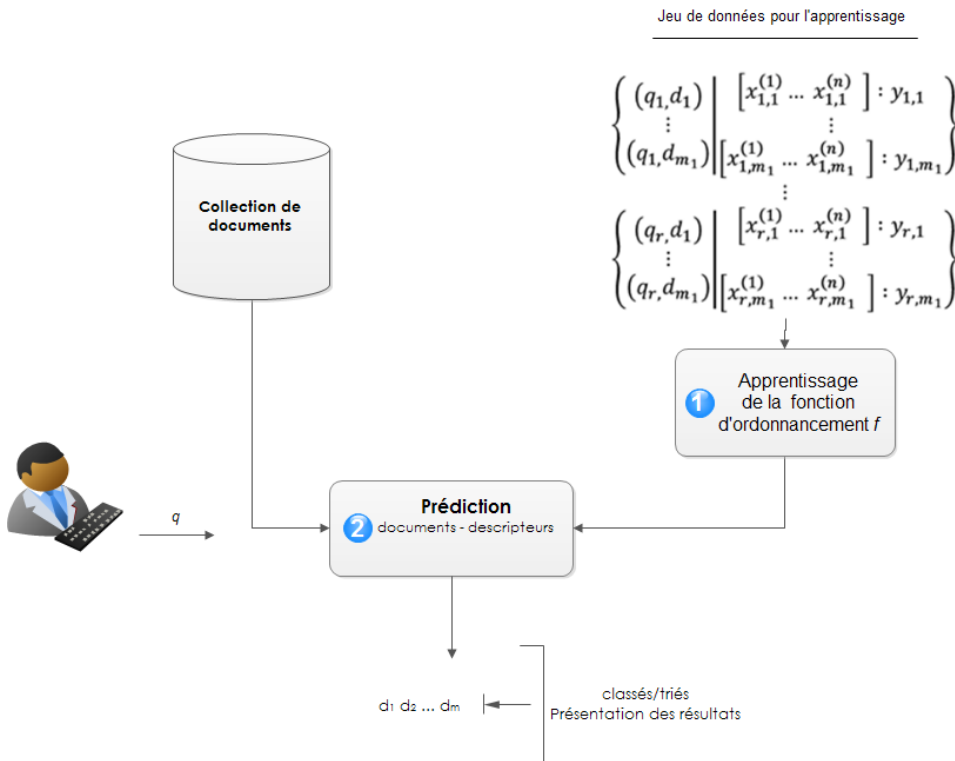 Jeu de données pour l'apprentissage
{ (q₁,d₁) | [x₁,₁⁽¹⁾ ... x₁,₁⁽ⁿ⁾ ] : y₁,₁
⋮ ⋮
(q₁,dₘ₁) | [x₁,ₘ₁⁽¹⁾ ... x₁,ₘ₁⁽ⁿ⁾ ] : y₁,ₘ₁ }
⋮
{ (qᵣ,d₁) | [xᵣ,₁⁽¹⁾ ... xᵣ,₁⁽ⁿ⁾ ] : yᵣ,₁
⋮ ⋮
(qᵣ,dₘ₁) | [xᵣ,ₘ₁⁽¹⁾ ... xᵣ,ₘ₁⁽ⁿ⁾ ] : yᵣ,ₘ₁ }
Collection de
documents
1
Apprentissage
de la fonction
d'ordonnancement f
q
2
Prédiction
documents - descripteurs
d₁ d₂ ... dₘ
classés/triés
Présentation des résultats